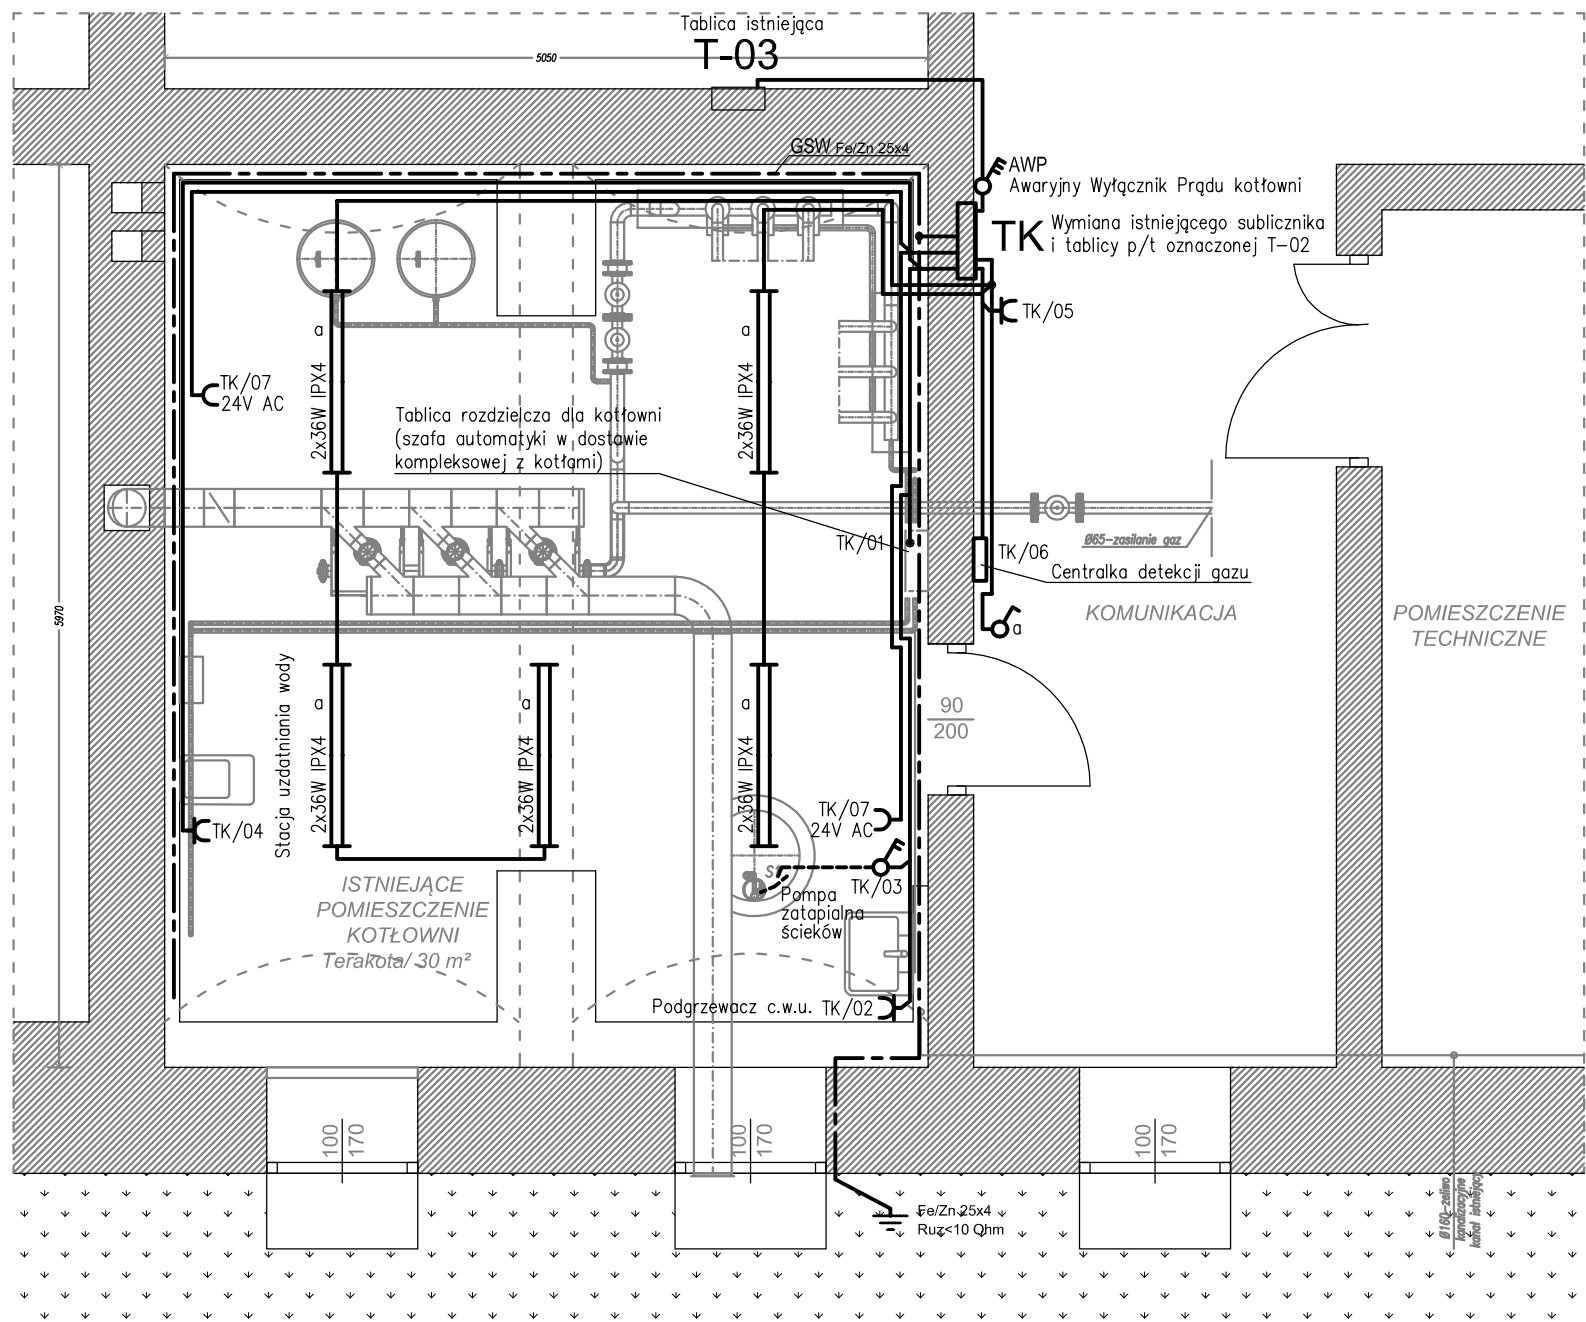 Tablica istniejąca
T-03
5050
GSW Fe/Zn 25x4
AWP
Awaryjny Wyłącznik Prądu kotłowni
TK
Wymiana istniejącego sublicznika
i tablicy p/t oznaczonej T-02
TK/05
a
a
2x36W IPX4
2x36W IPX4
TK/07
24V AC
Tablica rozdzielcza dla kotłowni
(szafa automatyki w dostawie
kompleksowej z kotłami)
TK/01
Ø65-zasilanie gaz
TK/06
Centralka detekcji gazu
a
5970
KOMUNIKACJA
POMIESZCZENIE
TECHNICZNE
Stacja uzdatniania wody
a
a
a
2x36W IPX4
2x36W IPX4
2x36W IPX4
90
200
TK/04
TK/07
24V AC
TK/03
Pompa
zatapialna
ścieków
ISTNIEJĄCE
POMIESZCZENIE
KOTŁOWNI
Terakota/ 30 m²
Podgrzewacz c.w.u. TK/02
100
170
100
170
100
170
Fe/Zn 25x4
Ruz<10 Ohm
Ø160-żeliwo
kanalizacyjne
kanał istniejący